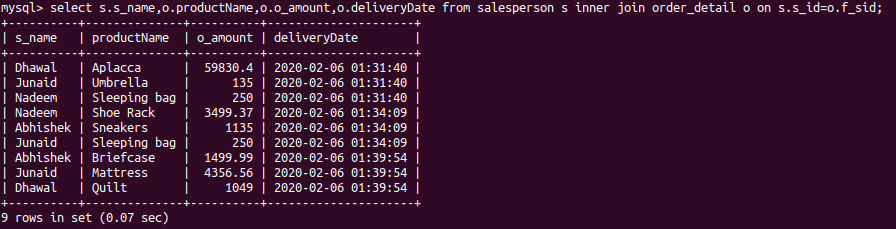 mysql> select s.s_name,o.productName,o.o_amount,o.deliveryDate from salesperson s inner join order_detail o on s.s_id=o.f_sid;
+----------+--------------+----------+---------------------+
| s_name   | productName  | o_amount | deliveryDate        |
+----------+--------------+----------+---------------------+
| Dhawal   | Aplacca      |  59830.4 | 2020-02-06 01:31:40 |
| Junaid   | Umbrella     |      135 | 2020-02-06 01:31:40 |
| Nadeem   | Sleeping bag |      250 | 2020-02-06 01:31:40 |
| Nadeem   | Shoe Rack    |  3499.37 | 2020-02-06 01:34:09 |
| Abhishek | Sneakers     |     1135 | 2020-02-06 01:34:09 |
| Junaid   | Sleeping bag |      250 | 2020-02-06 01:34:09 |
| Abhishek | Briefcase    |  1499.99 | 2020-02-06 01:39:54 |
| Junaid   | Mattress     |  4356.56 | 2020-02-06 01:39:54 |
| Dhawal   | Quilt        |     1049 | 2020-02-06 01:39:54 |
+----------+--------------+----------+---------------------+
9 rows in set (0.07 sec)